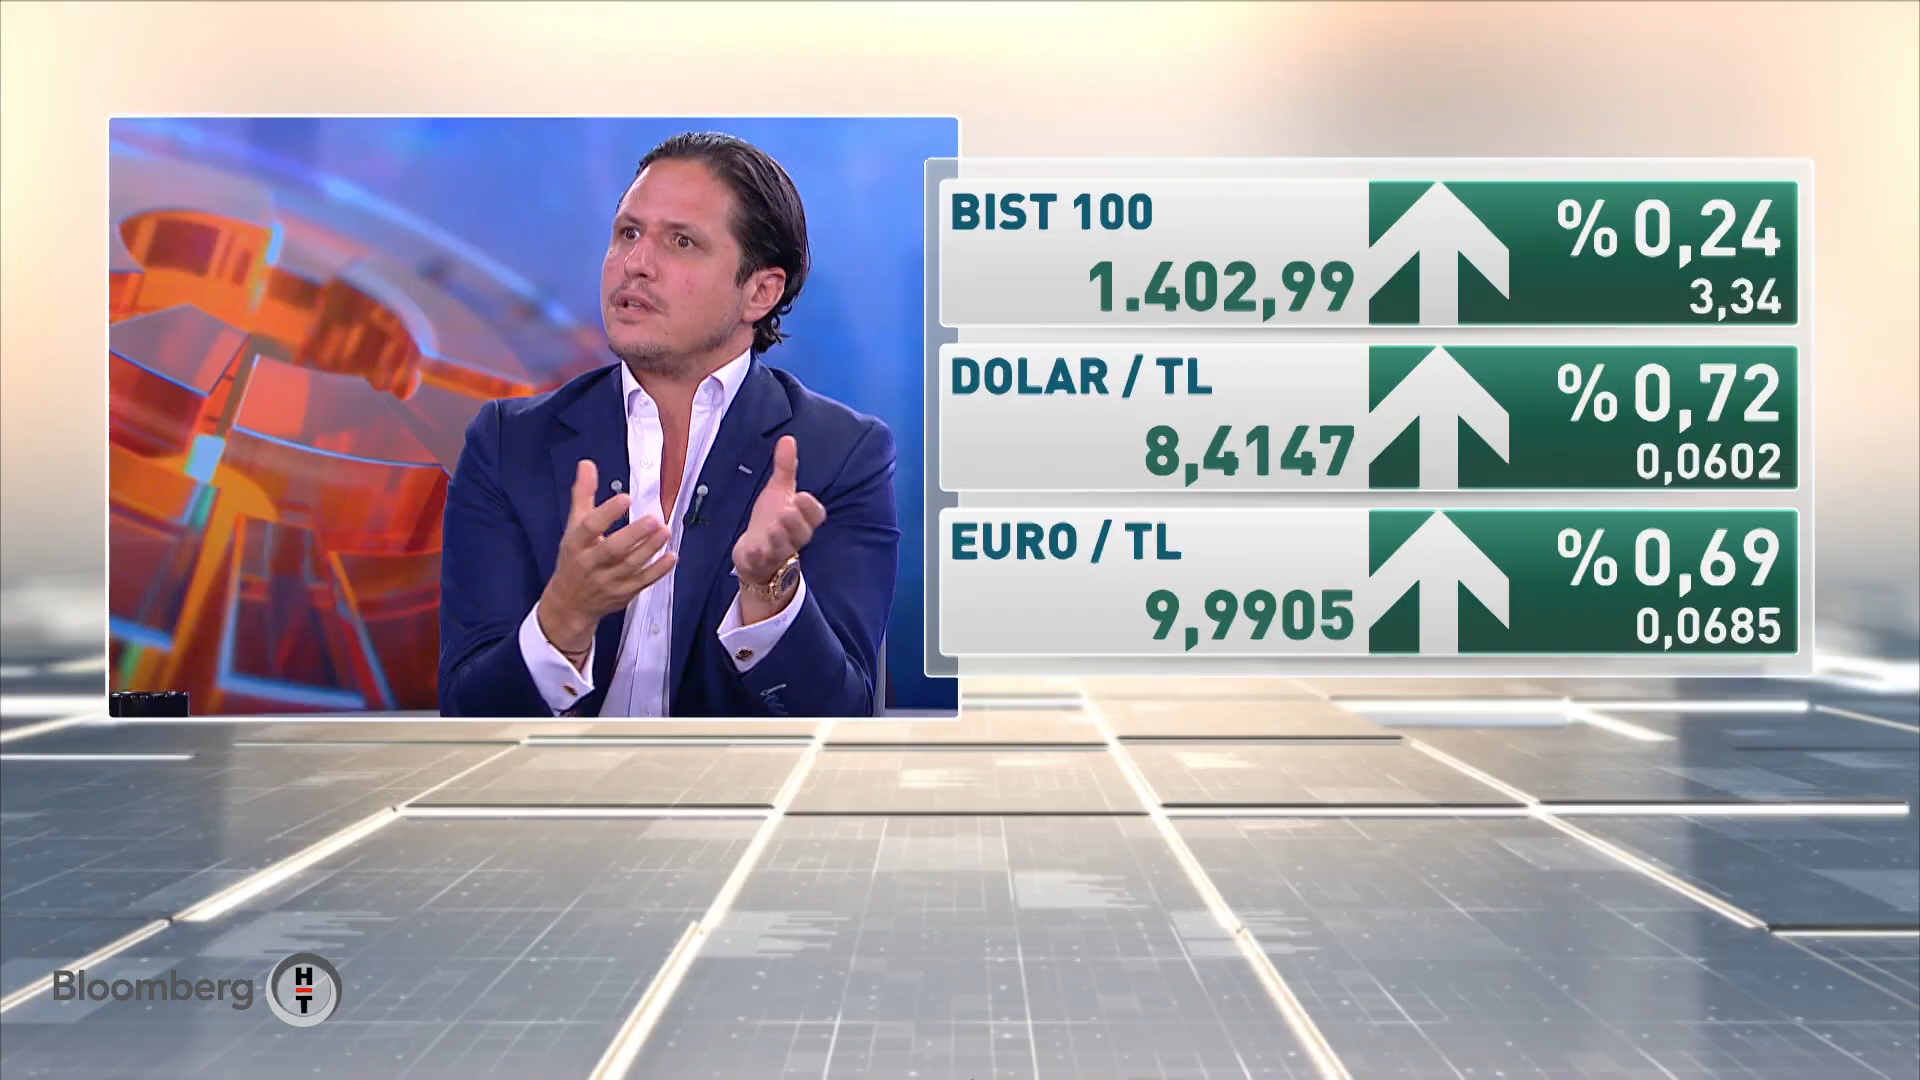 BIST 100
1.402,99
% 0,24
3,34
DOLAR / TL
8,4147
% 0,72
0,0602
EURO / TL
9,9905
% 0,69
0,0685
Bloomberg HT